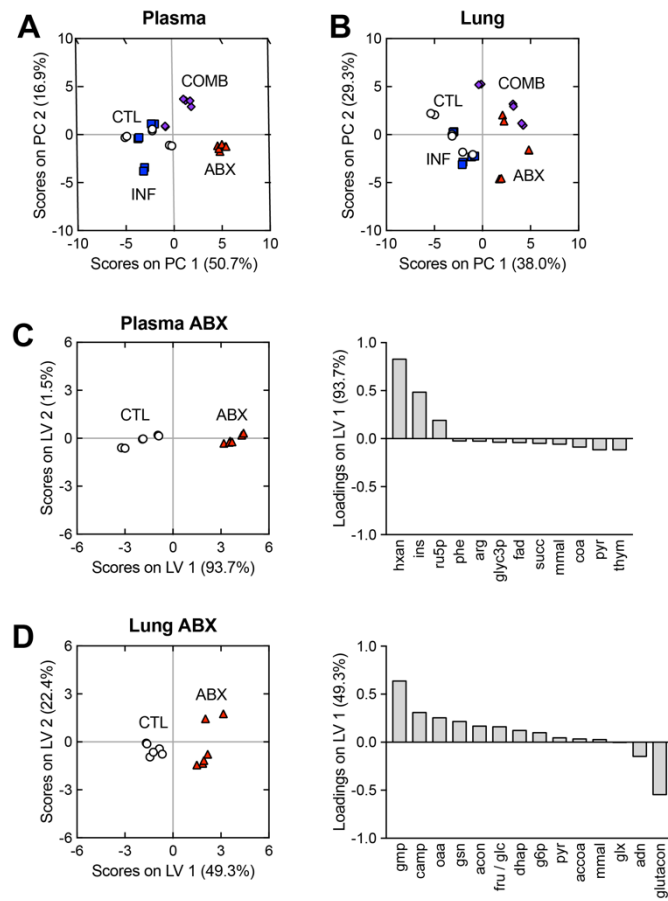 A
Plasma
Scores on PC 2 (16.9%)
10
5
0
-5
-10
COMB
CTL
INF
ABX
-10
-5
0
5
10
Scores on PC 1 (50.7%)
B
Lung
Scores on PC 2 (29.3%)
10
5
0
-5
-10
COMB
CTL
INF
ABX
-10
-5
0
5
10
Scores on PC 1 (38.0%)
C
Plasma ABX
Scores on LV 2 (1.5%)
6
3
0
-3
-6
CTL
ABX
-6
-3
0
3
6
Scores on LV 1 (93.7%)
Loadings on LV 1 (93.7%)
1.0
0.5
0.0
-0.5
-1.0
hxan
ins
ru5p
phe
arg
glyc3p
fad
succ
mmal
coa
pyr
thym
D
Lung ABX
Scores on LV 2 (22.4%)
6
3
0
-3
-6
CTL
ABX
-6
-3
0
3
6
Scores on LV 1 (49.3%)
Loadings on LV 1 (49.3%)
1.0
0.5
0.0
-0.5
-1.0
gmp
camp
oaa
gsn
acon
fru / glc
dhap
g6p
pyr
accoa
mmal
glx
adn
glutacon